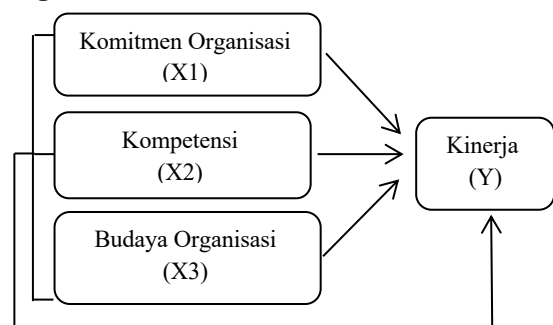 Komitmen Organisasi
(X1)
Kompetensi
(X2)
Budaya Organisasi
(X3)
Kinerja
(Y)